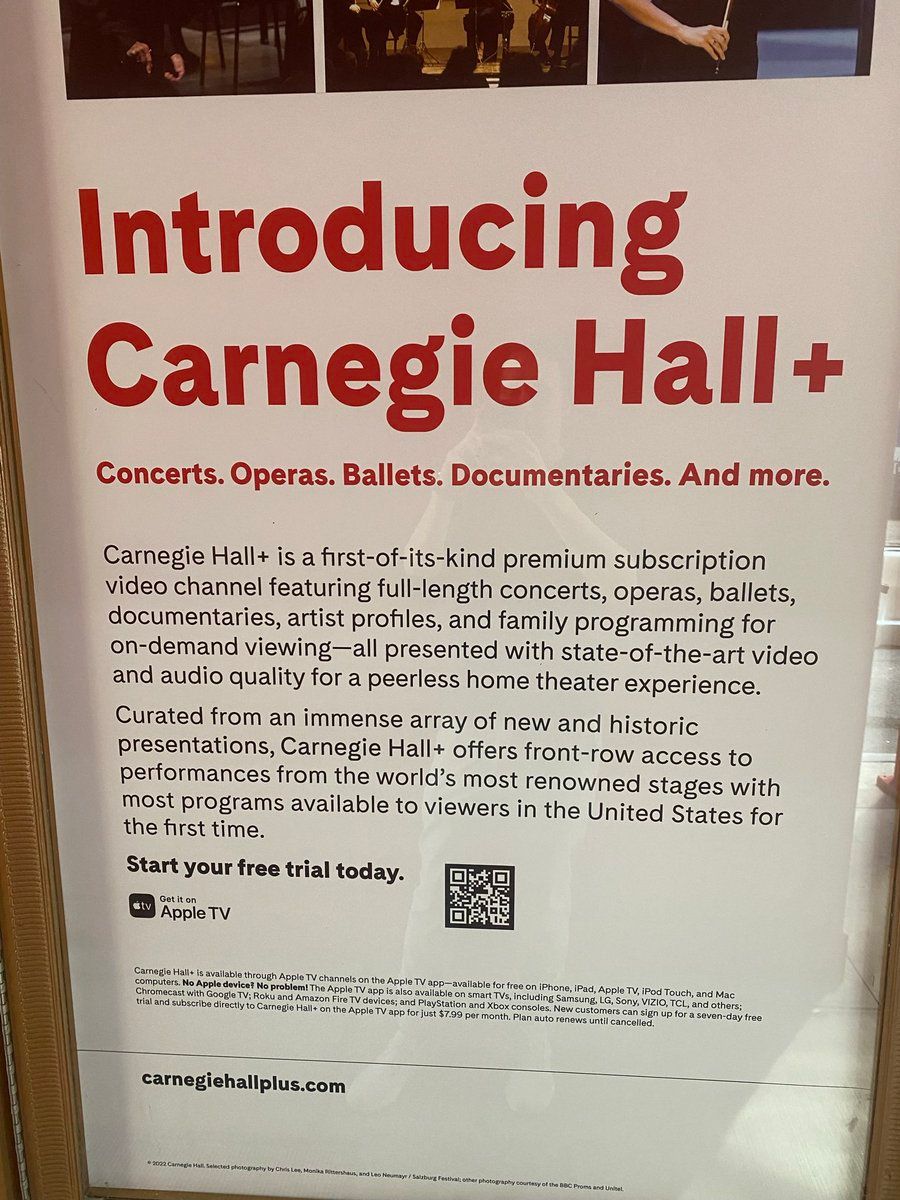 Introducing
Carnegie Hall+
Concerts. Operas. Ballets. Documentaries. And more.
Carnegie Hall+ is a first-of-its-kind premium subscription
video channel featuring full-length concerts, operas, ballets,
documentaries, artist profiles, and family programming for
on-demand viewing—all presented with state-of-the-art video
and audio quality for a peerless home theater experience.
Curated from an immense array of new and historic
presentations, Carnegie Hall+ offers front-row access to
performances from the world's most renowned stages with
most programs available to viewers in the United States for
the first time.
Start your free trial today.
tv
Get it on
Apple TV
Carnegie Hall+ is available through Apple TV channels on the Apple TV app—available for free on iPhone, iPad, Apple TV, iPod Touch, and Mac
computers. No Apple device? No problem! The Apple TV app is also available on smart TVs, including Samsung, LG, Sony, VIZIO, TCL, and others;
Chromecast with Google TV; Roku and Amazon Fire TV devices; and PlayStation and Xbox consoles. New customers can sign up for a seven-day free
trial and subscribe directly to Carnegie Hall+ on the Apple TV app for just $7.99 per month. Plan auto renews until cancelled.
carnegiehallplus.com
© 2022 Carnegie Hall. Selected photography by Chris Lee, Monika Rittershaus, and Leo Neumayr / Salzburg Festival; other photography courtesy of the BBC Proms and Unitel.